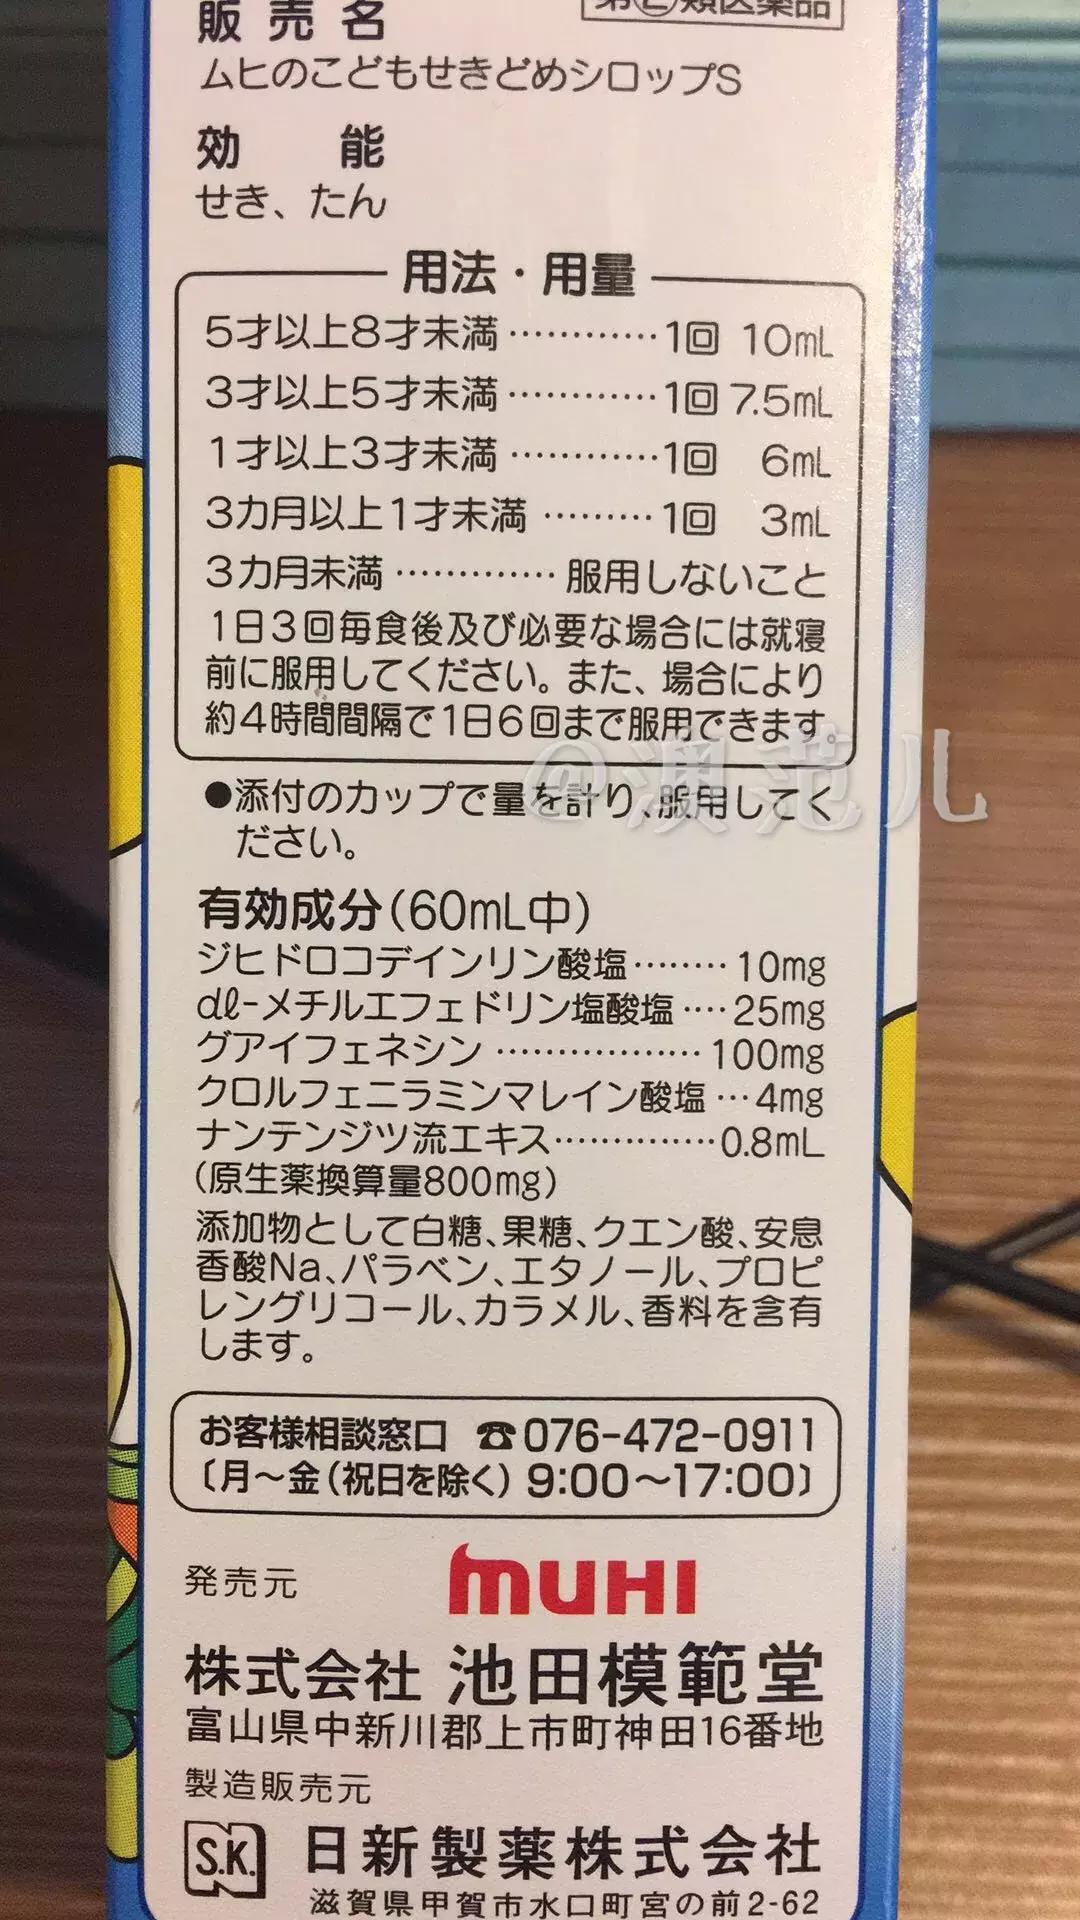 第②類医薬品
販売名
ムヒのこどもせきどめシロップS
効能
せき、たん
用法・用量
5才以上8才未満…………1回 10mL
3才以上5才未満…………1回 7.5mL
1才以上3才未満…………1回 6mL
3カ月以上1才未満………1回 3mL
3カ月未満…………… 服用しないこと
1日3回毎食後及び必要な場合には就寝
前に服用してください。また、場合により
約4時間間隔で1日6回まで服用できます。
@澳范儿
●添付のカップで量を計り、服用してく
ださい。
有効成分(60mL中)
ジヒドロコデインリン酸塩……‥10mg
dl-メチルエフェドリン塩酸塩‥‥25mg
グアイフェネシン………………100mg
クロルフェニラミンマレイン酸塩…4mg
ナンテンジツ流エキス……………0.8mL
(原生薬換算量800mg)
添加物として白糖、果糖、クエン酸、安息
香酸Na、パラベン、エタノール、プロピ
レングリコール、カラメル、香料を含有
します。
お客様相談窓口 ☎076-472-0911
〔月〜金(祝日を除く) 9:00〜17:00〕
発売元 MUHI
株式会社 池田模範堂
富山県中新川郡上市町神田16番地
製造販売元
S.K. 日新製薬株式会社
滋賀県甲賀市水口町宮の前2-62